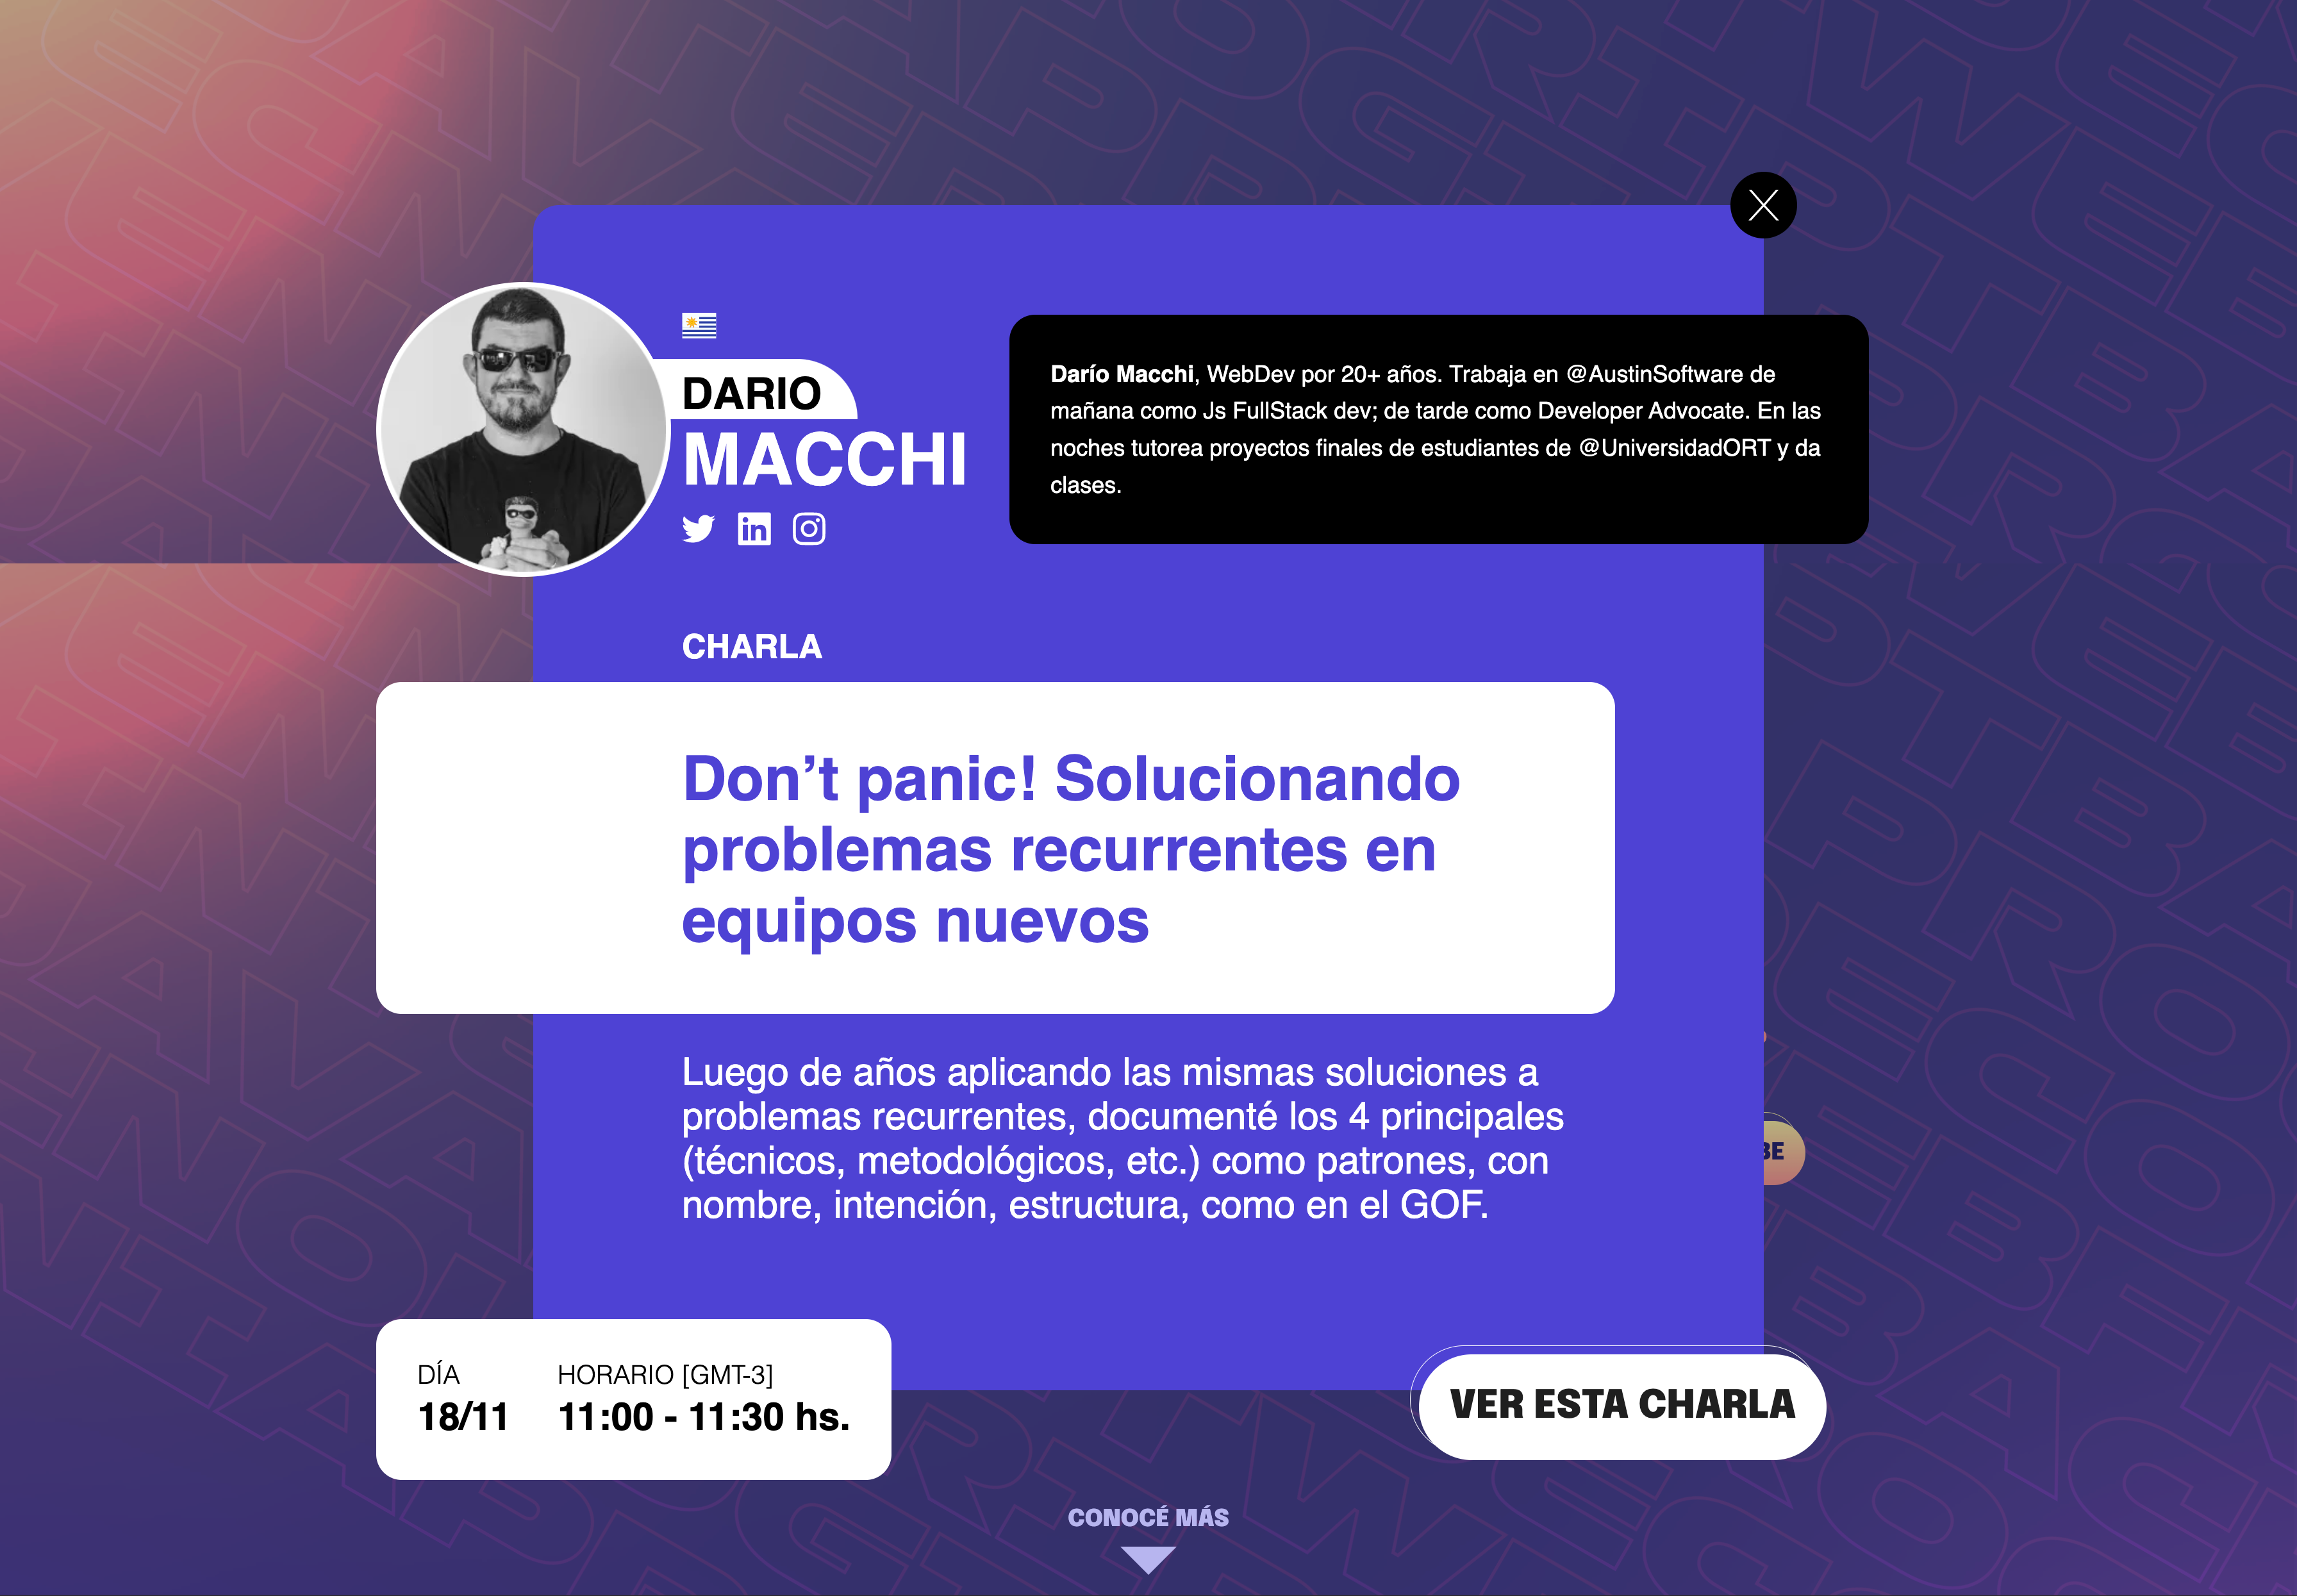 DARIO
MACCHI
Darío Macchi, WebDev por 20+ años. Trabaja en @AustinSoftware de
mañana como Js FullStack dev; de tarde como Developer Advocate. En las
noches tutorea proyectos finales de estudiantes de @UniversidadORT y da
clases.
CHARLA
Don’t panic! Solucionando
problemas recurrentes en
equipos nuevos
Luego de años aplicando las mismas soluciones a
problemas recurrentes, documenté los 4 principales
(técnicos, metodológicos, etc.) como patrones, con
nombre, intención, estructura, como en el GOF.
DÍA
18/11
HORARIO [GMT-3]
11:00 - 11:30 hs.
VER ESTA CHARLA
CONOCÉ MÁS